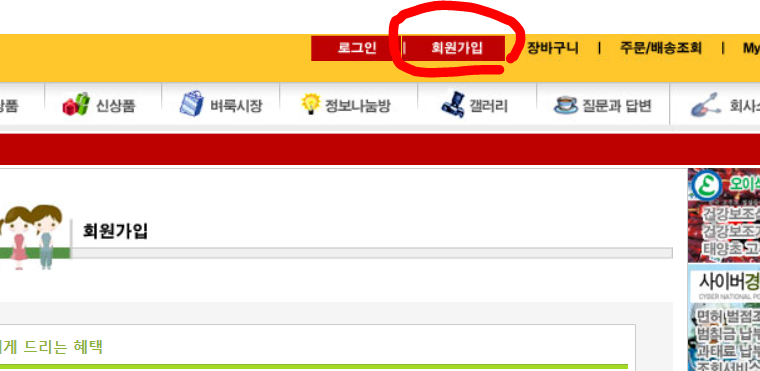 로그인 | 회원가입 장바구니 | 주문/배송조회 | My
상품 신상품 벼룩시장 정보나눔방 갤러리 질문과 답변 회사
회원가입
게 드리는 혜택
오이
건강보조
건강보조
태양초 고
사이버경
CYBER NATIONAL PO
면허 벌점조
범칙금 납부
과태료 납부
조회서비스